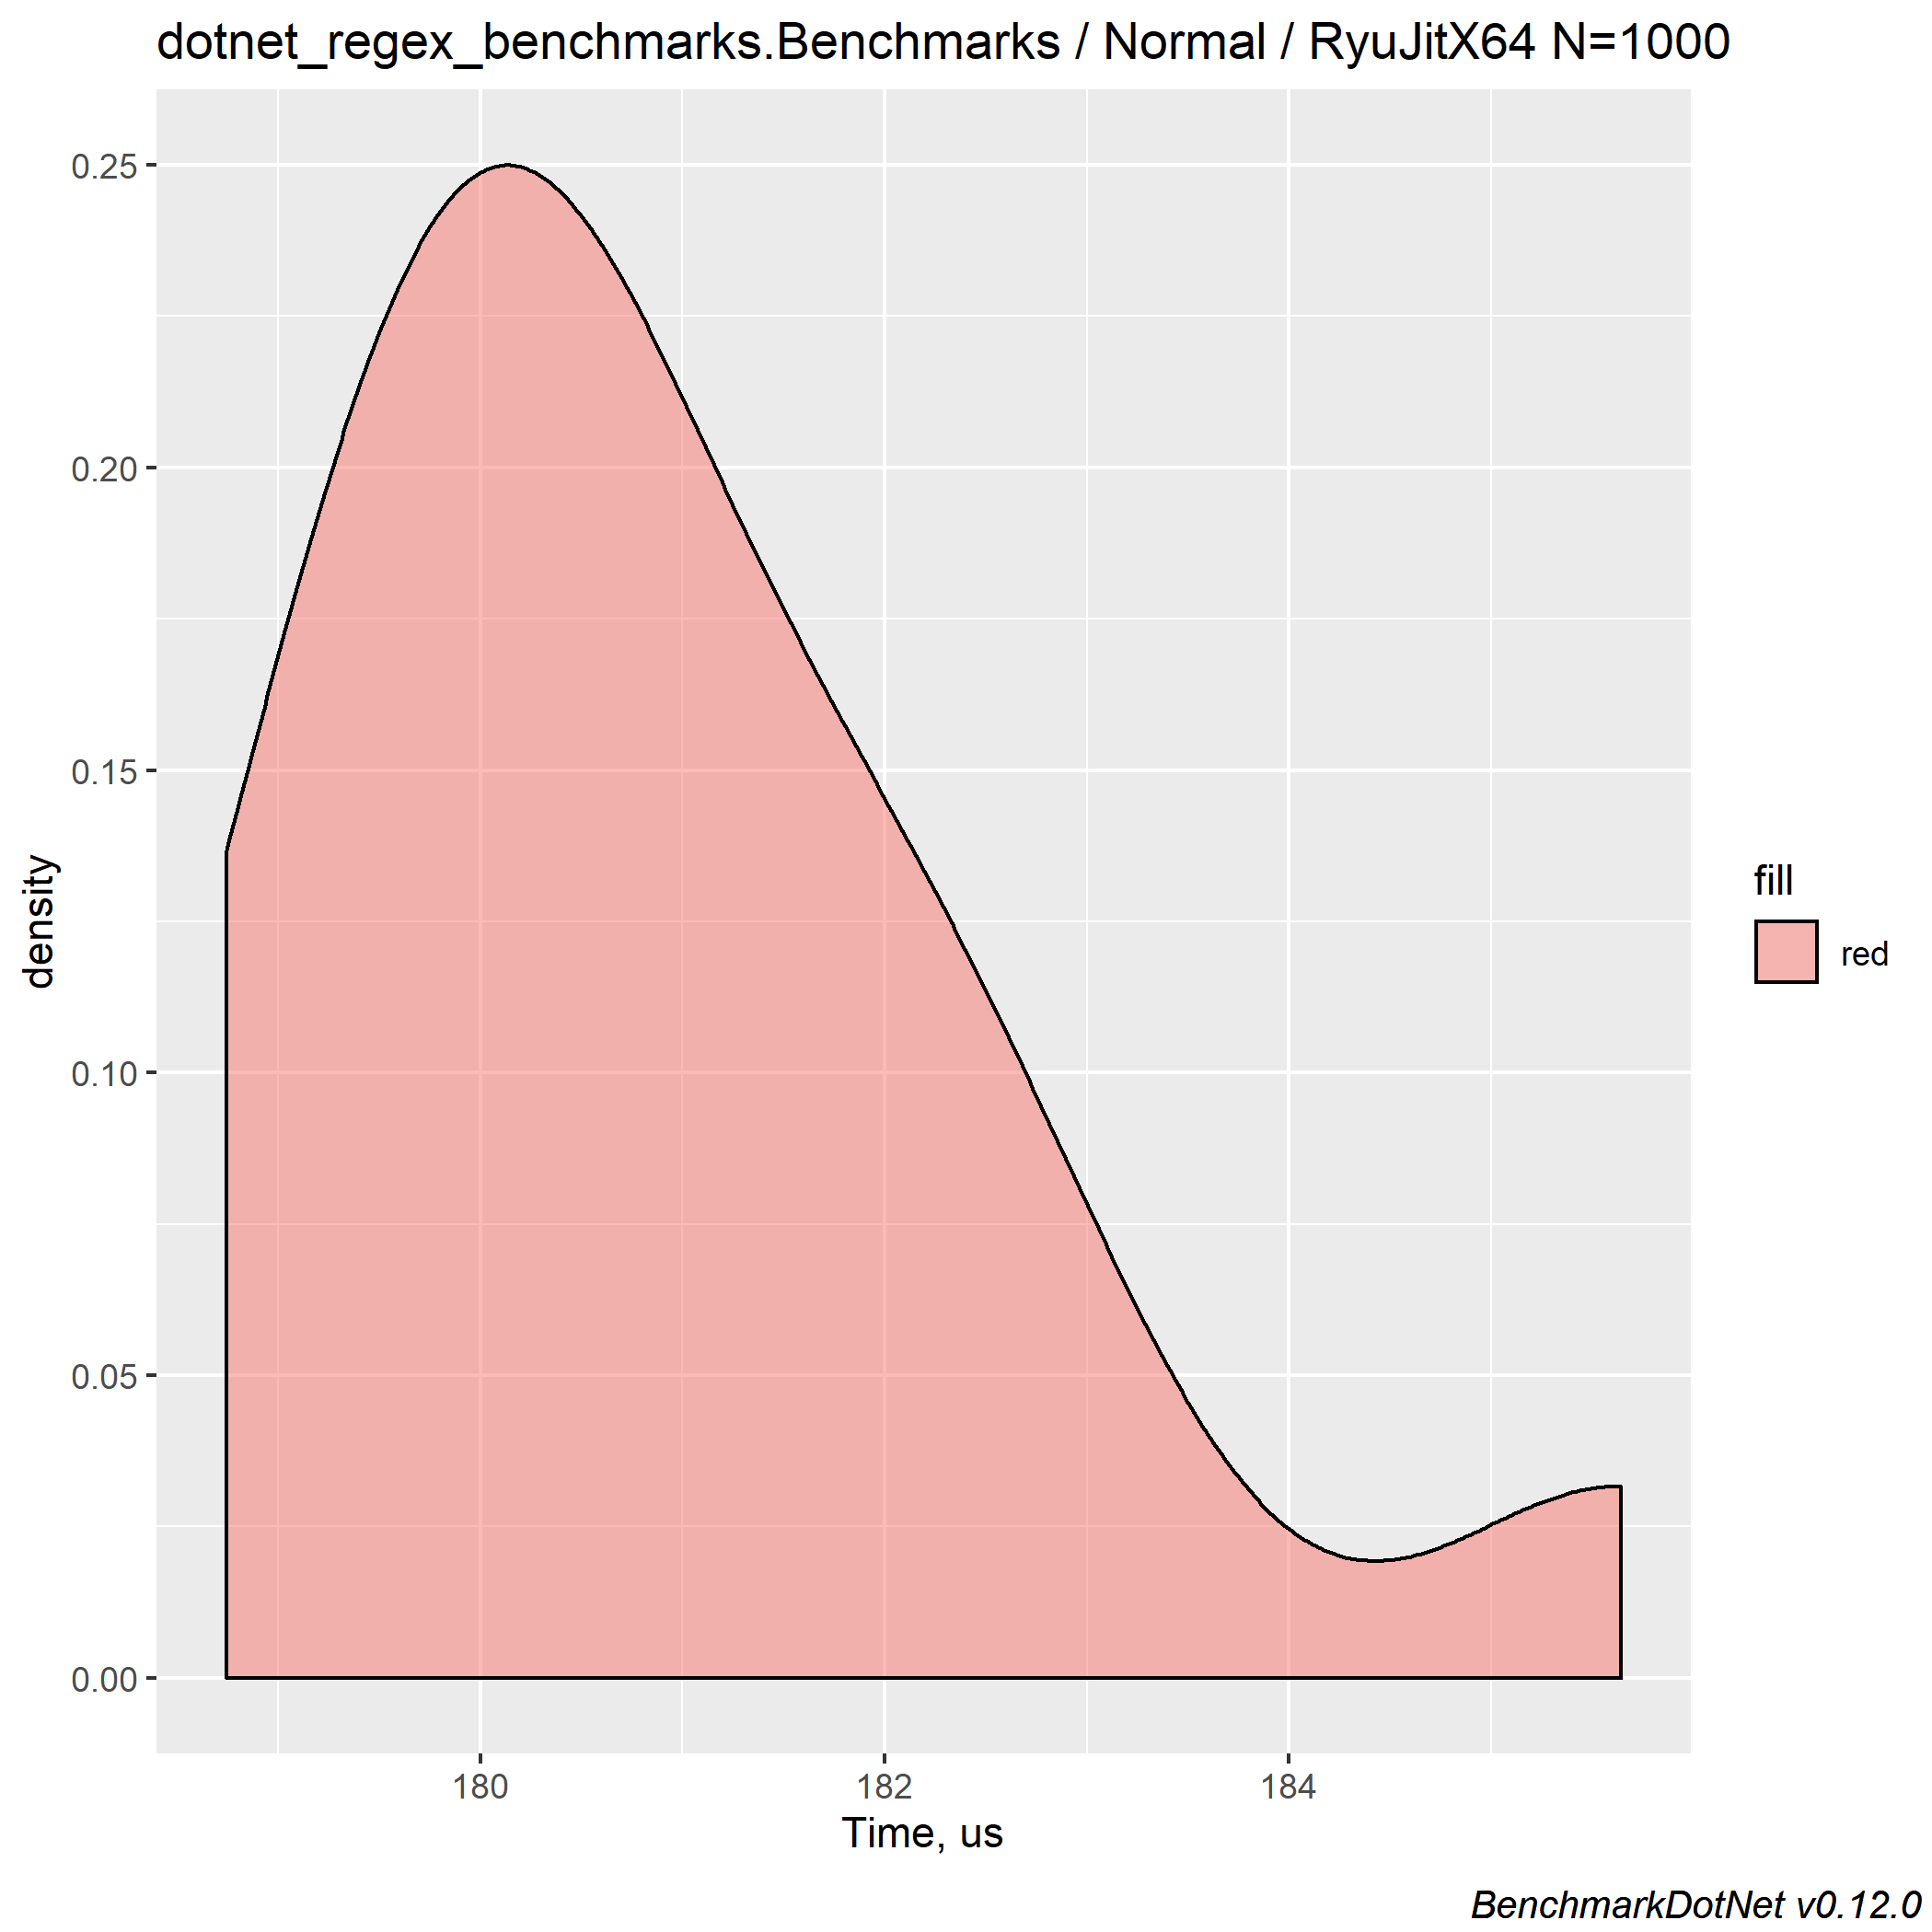 dotnet_regex_benchmarks.Benchmarks / Normal / RyuJitX64 N=1000
0.25
0.20
0.15
0.10
0.05
0.00
density
180 182 184
Time, us
fill
red
BenchmarkDotNet v0.12.0